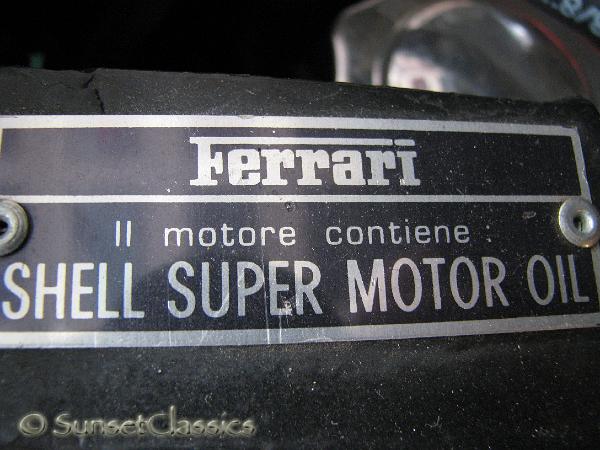 Ferrari
Il motore contiene
SHELL SUPER MOTOR OIL
© SunsetClassics